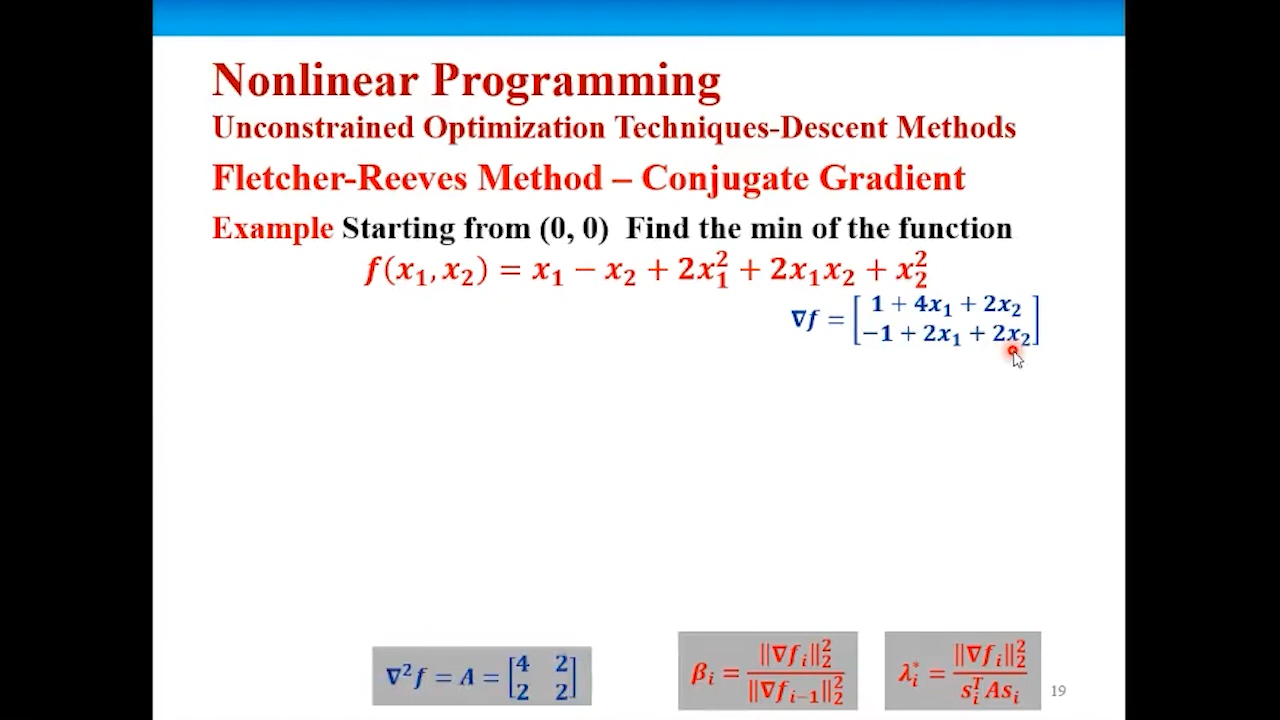 Nonlinear Programming
Unconstrained Optimization Techniques-Descent Methods
Fletcher-Reeves Method – Conjugate Gradient
Example Starting from (0, 0) Find the min of the function
f(x₁, x₂) = x₁ − x₂ + 2x₁² + 2x₁x₂ + x₂²
∇f = [1 + 4x₁ + 2x₂
−1 + 2x₁ + 2x₂]
∇²f = A = [4 2
2 2]
βᵢ = ‖∇fᵢ‖₂² / ‖∇fᵢ₋₁‖₂²
λᵢ* = ‖∇fᵢ‖₂² / sᵢᵀAsᵢ
19